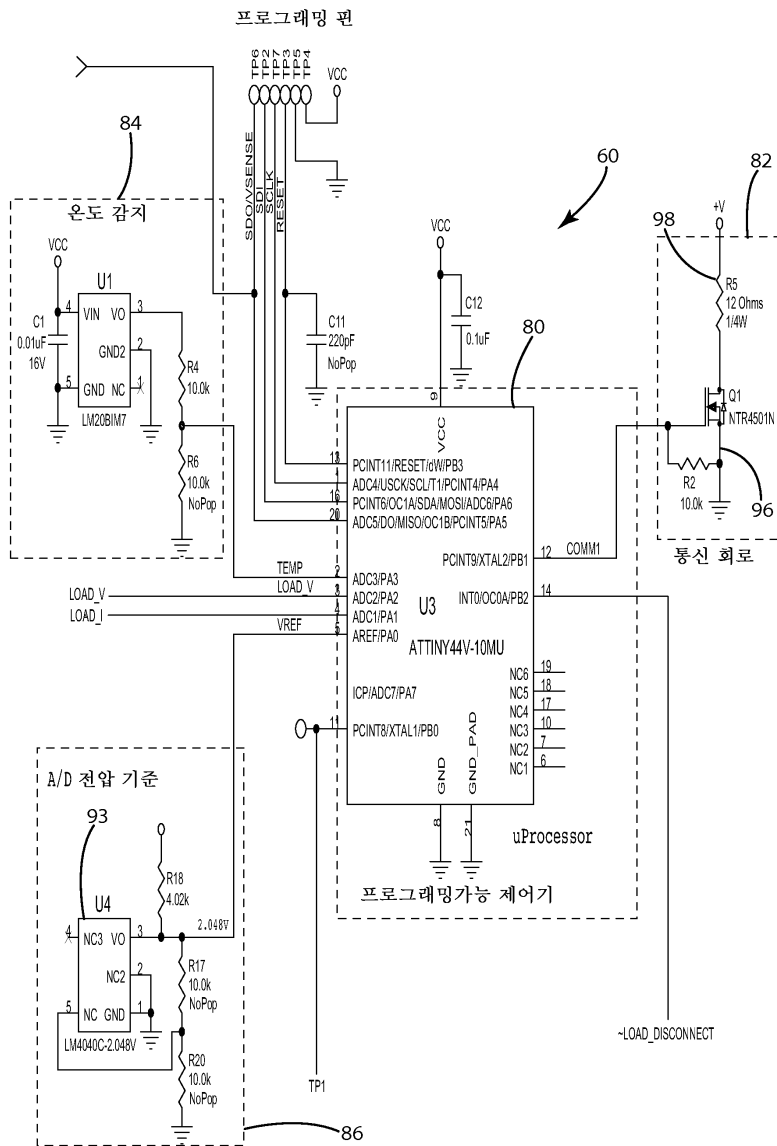 프로그래밍 핀
TP6
TP2
TP7
TP3
TP5
TP4
VCC
SDO/VSENSE
SDI
SCLK
RESET
84
60
82
온도 감지
VCC
U1
4 VIN VO 3
GND2 2
5 GND NC 1
LM20BIM7
C1
0.01uF
16V
R4
10.0k
R6
10.0k
NoPop
C11
220pF
NoPop
VCC
C12
0.1uF
80
98
+V
R5
12 Ohms
1/4W
Q1
NTR4501N
R2
10.0k
96
통신 회로
9
VCC
13 PCINT11/RESET/dW/PB3
1 ADC4/USCK/SCL/T1/PCINT4/PA4
16 PCINT6/OC1A/SDA/MOSI/ADC6/PA6
20 ADC5/DO/MISO/OC1B/PCINT5/PA5
PCINT9/XTAL2/PB1 12 COMM1
TEMP 2 ADC3/PA3
LOAD_V LOAD_V 3 ADC2/PA2
INT0/OC0A/PB2 14
LOAD_I 4 ADC1/PA1
VREF 5 AREF/PA0
U3
ATTINY44V-10MU
ICP/ADC7/PA7
11 PCINT8/XTAL1/PB0
NC6 19
NC5 18
NC4 17
NC3 10
NC2 7
NC1 6
GND
GND_PAD
8
21
uProcessor
프로그래밍가능 제어기
A/D 전압 기준
93
U4
R18
4.02k
2.048V
4 NC3 VO 3
NC2 2
5 NC GND 1
LM4040C-2.048V
R17
10.0k
NoPop
R20
10.0k
NoPop
86
TP1
~LOAD_DISCONNECT